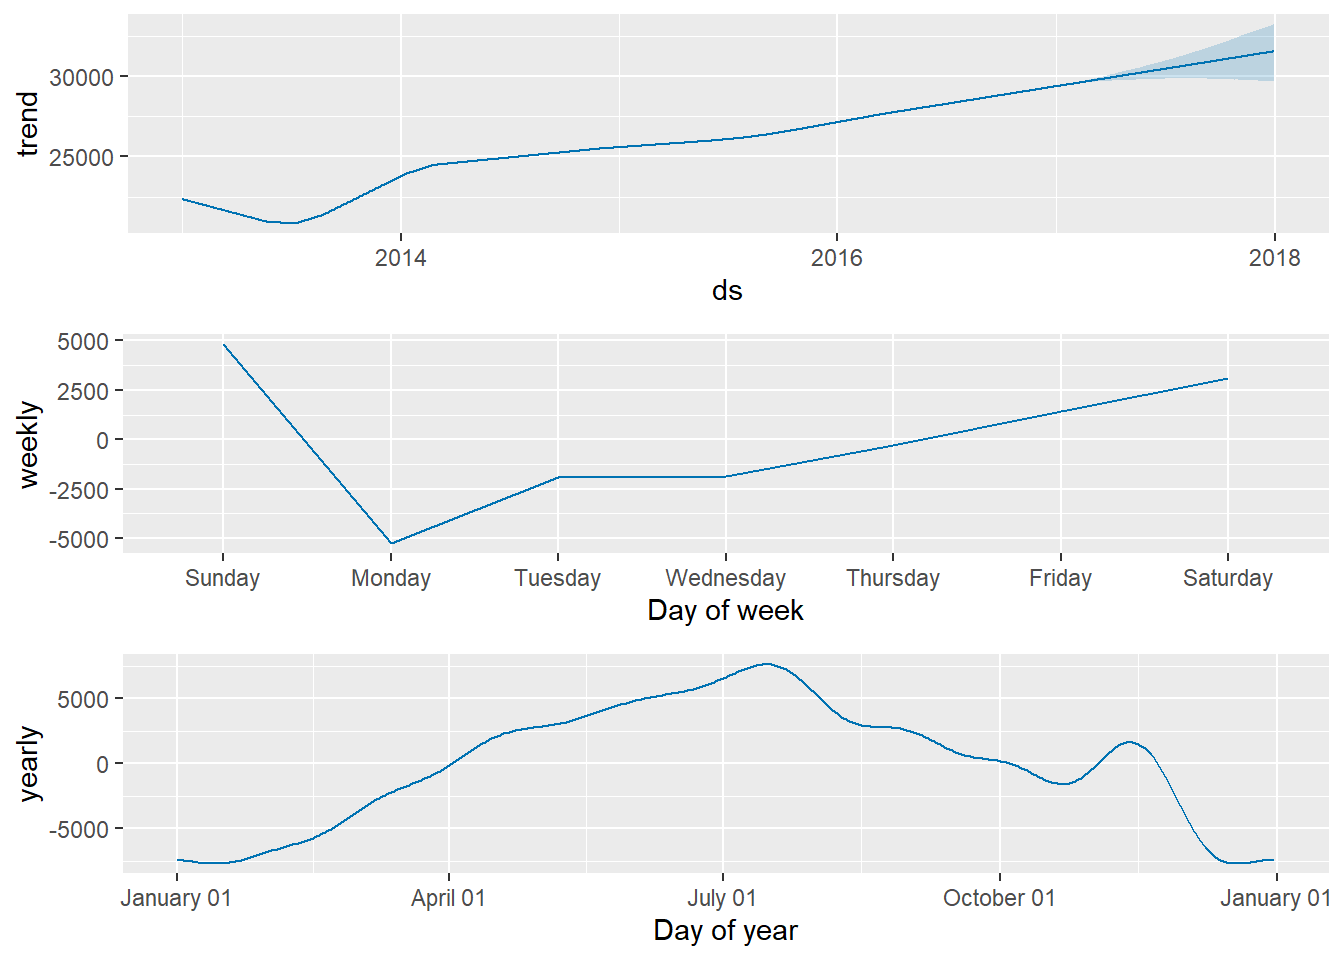 trend
30000
25000
2014 2016 2018
ds
weekly
5000
2500
0
-2500
-5000
Sunday Monday Tuesday Wednesday Thursday Friday Saturday
Day of week
yearly
5000
0
-5000
January 01 April 01 July 01 October 01 January 01
Day of year